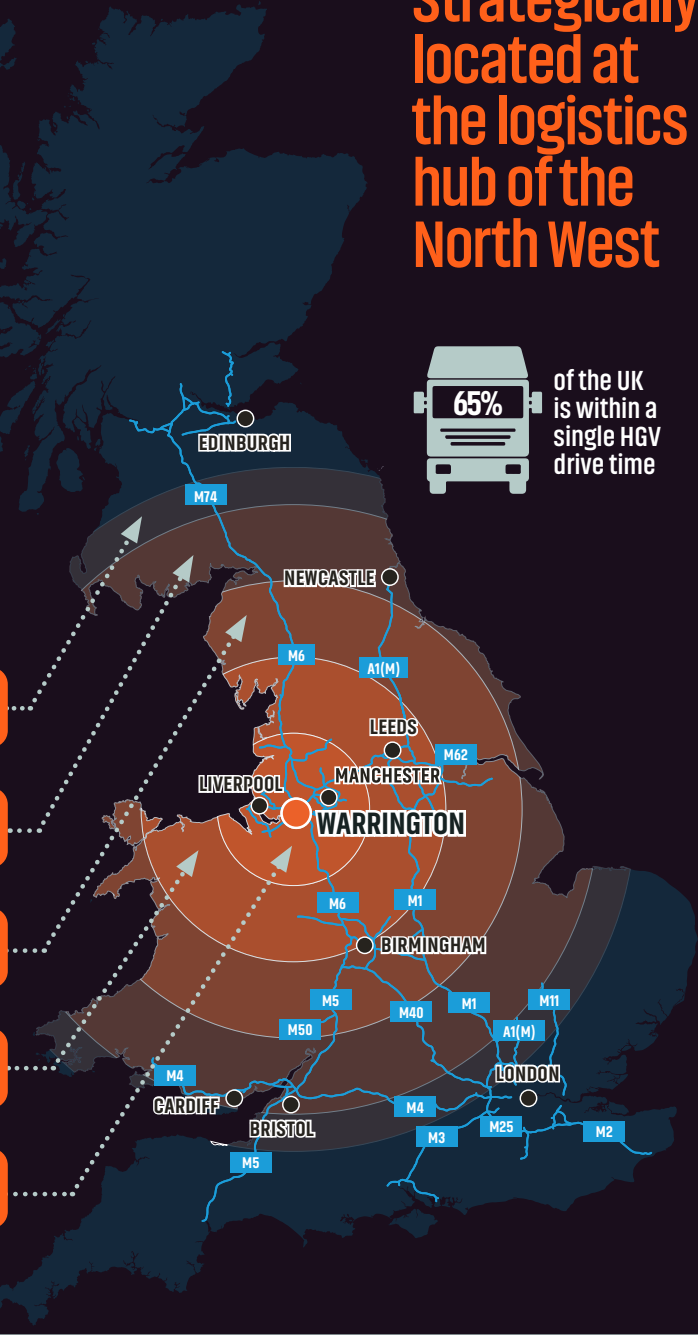 Strategically
located at
the logistics
hub of the
North West
65%
of the UK
is within a
single HGV
drive time
EDINBURGH
M74
NEWCASTLE
M6
A1(M)
LEEDS
M62
MANCHESTER
LIVERPOOL
WARRINGTON
M6
M1
BIRMINGHAM
M5
M1
M11
M40
M50
A1(M)
LONDON
M4
CARDIFF
M4
BRISTOL
M3
M25
M2
M5